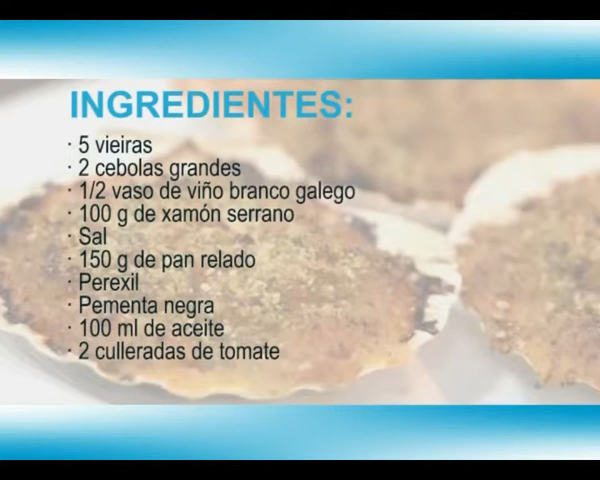 INGREDIENTES:
· 5 vieiras
· 2 cebolas grandes
· 1/2 vaso de viño branco galego
· 100 g de xamón serrano
· Sal
· 150 g de pan relado
· Perexil
· Pementa negra
· 100 ml de aceite
· 2 culleradas de tomate